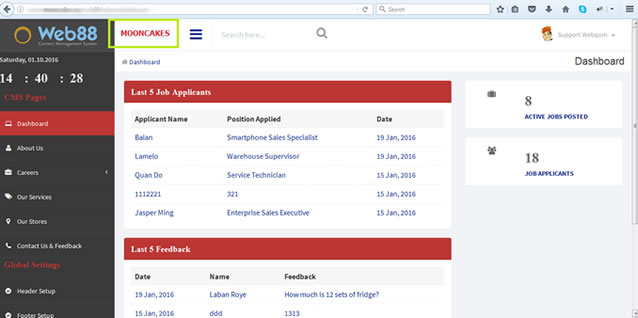 Search
Web88
Content Management System
MOONCAKES
Search here...
Support Webqom
Saturday, 01.10.2016
14 : 40 : 28
CMS Pages
Dashboard
About Us
Careers
Our Services
Our Stores
Contact Us & Feedback
Global Settings
Header Setup
Footer Setup
Dashboard
Dashboard
Last 5 Job Applicants
Applicant Name Position Applied Date
Balan Smartphone Sales Specialist 19 Jan, 2016
Lamelo Warehouse Supervisor 19 Jan, 2016
Quan Do Service Technician 15 Jan, 2016
1112221 321 15 Jan, 2016
Jasper Ming Enterprise Sales Executive 15 Jan, 2016
8
ACTIVE JOBS POSTED
18
JOB APPLICANTS
Last 5 Feedback
Date Name Feedback
19 Jan, 2016 Laban Roye How much is 12 sets of fridge?
15 Jan, 2016 ddd 1313